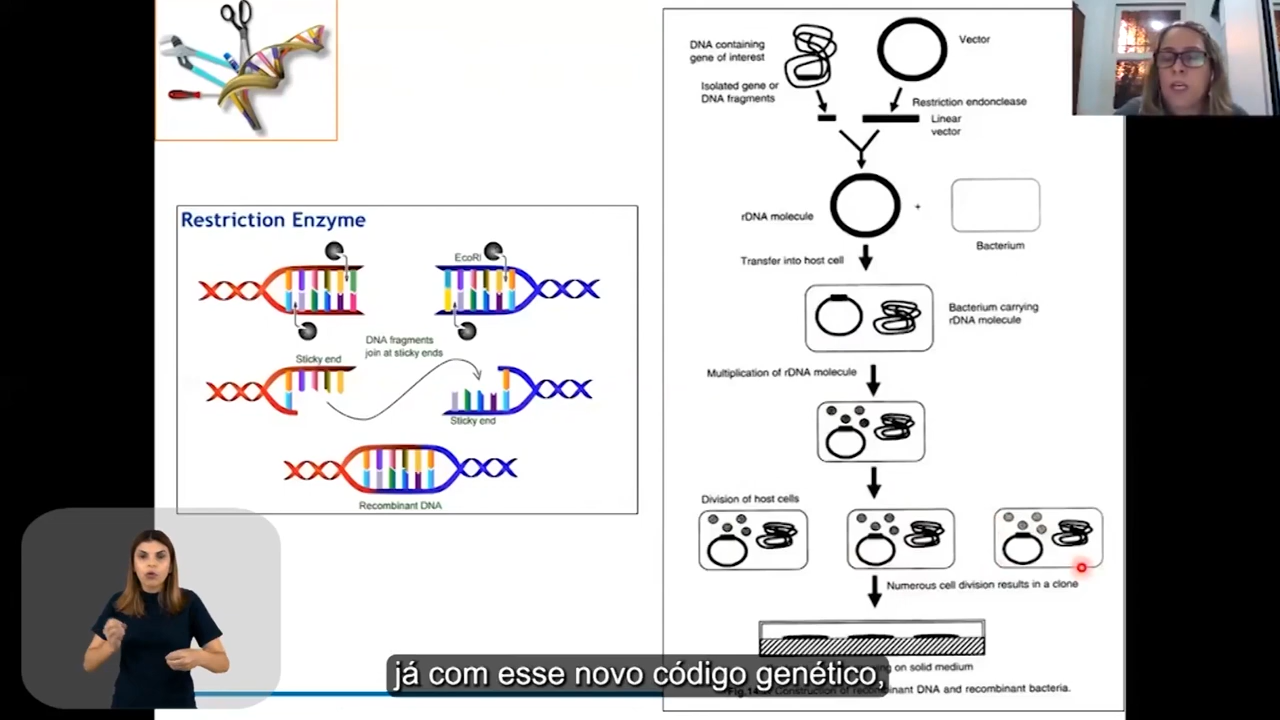 Restriction Enzyme
EcoRI
DNA fragments
join at sticky ends
Sticky end
Sticky end
Recombinant DNA
DNA containing
gene of interest
Vector
Isolated gene or
DNA fragments
Restriction endonclease
Linear
vector
rDNA molecule
+
Bacterium
Transfer into host cell
Bacterium carrying
rDNA molecule
Multiplication of rDNA molecule
Division of host cells
Numerous cell division results in a clone
on solid medium
Construction of recombinant DNA and recombinant bacteria.
já com esse novo código genético,